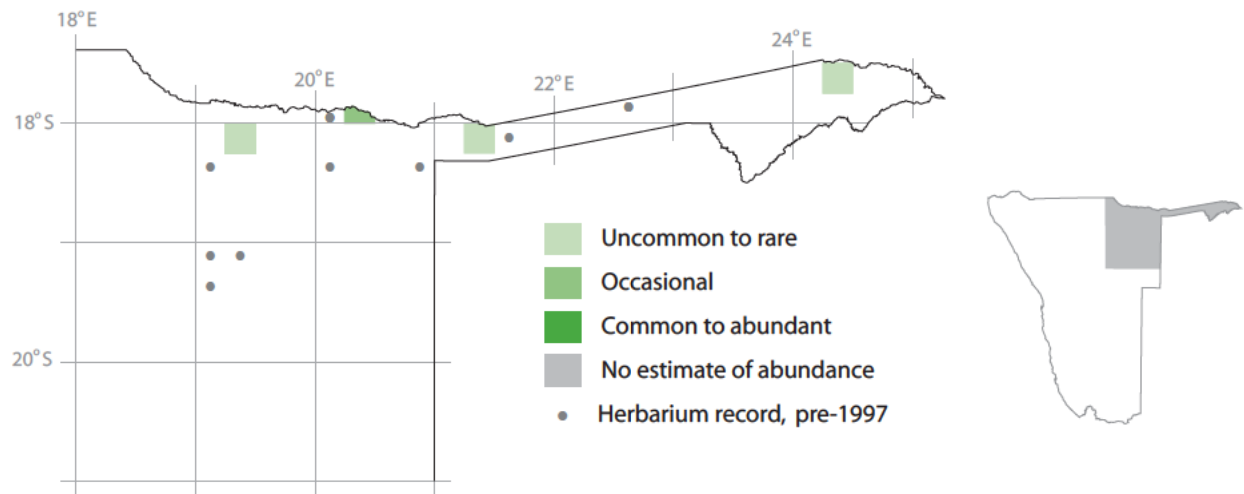 18°E
24°E
20°E
22°E
18°S
Uncommon to rare
Occasional
Common to abundant
20°S
No estimate of abundance
Herbarium record, pre-1997